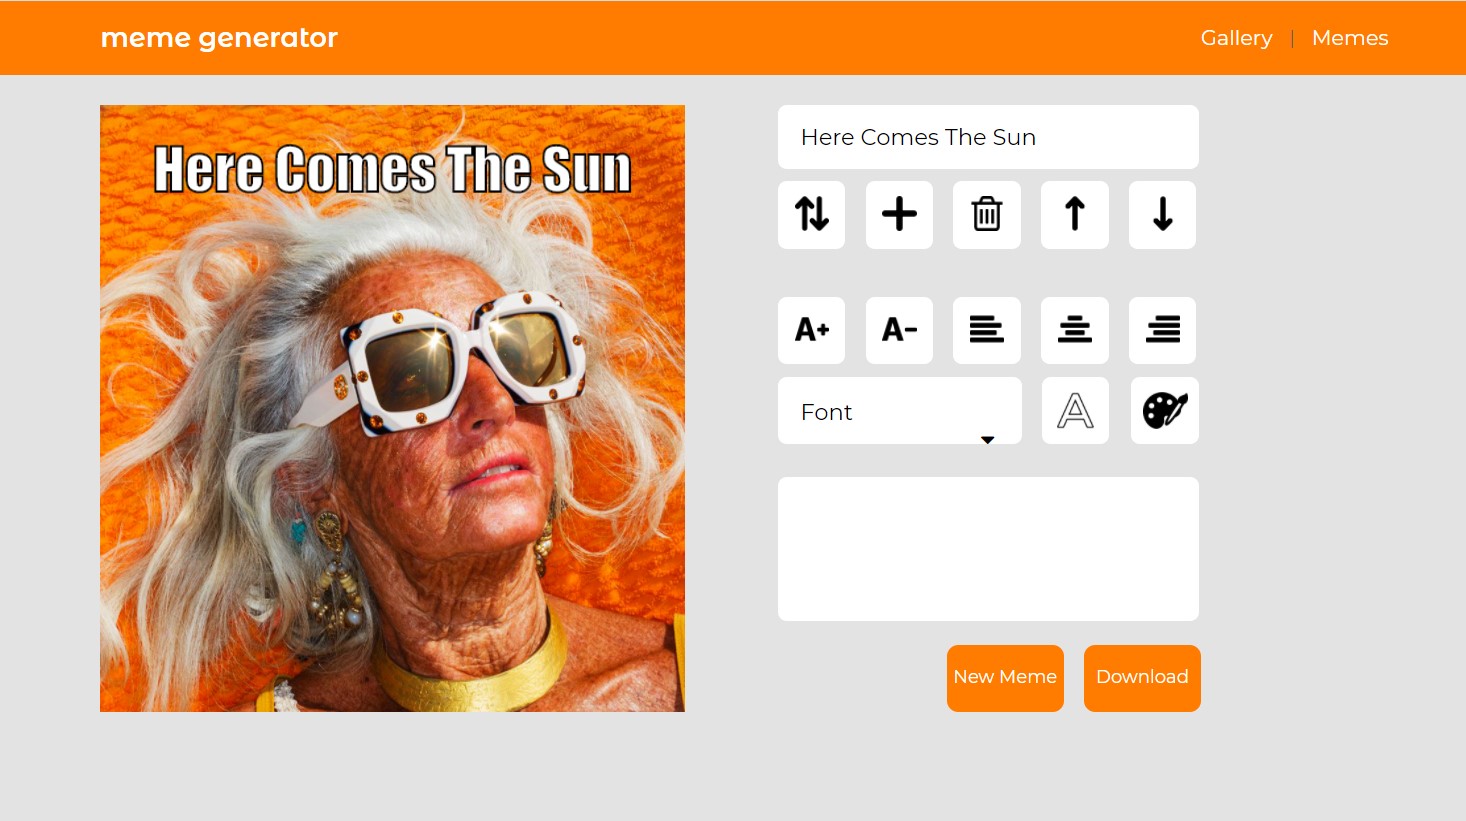 meme generator
Gallery | Memes
Here Comes The Sun
Here Comes The Sun
A+ A-
Font
A
New Meme Download